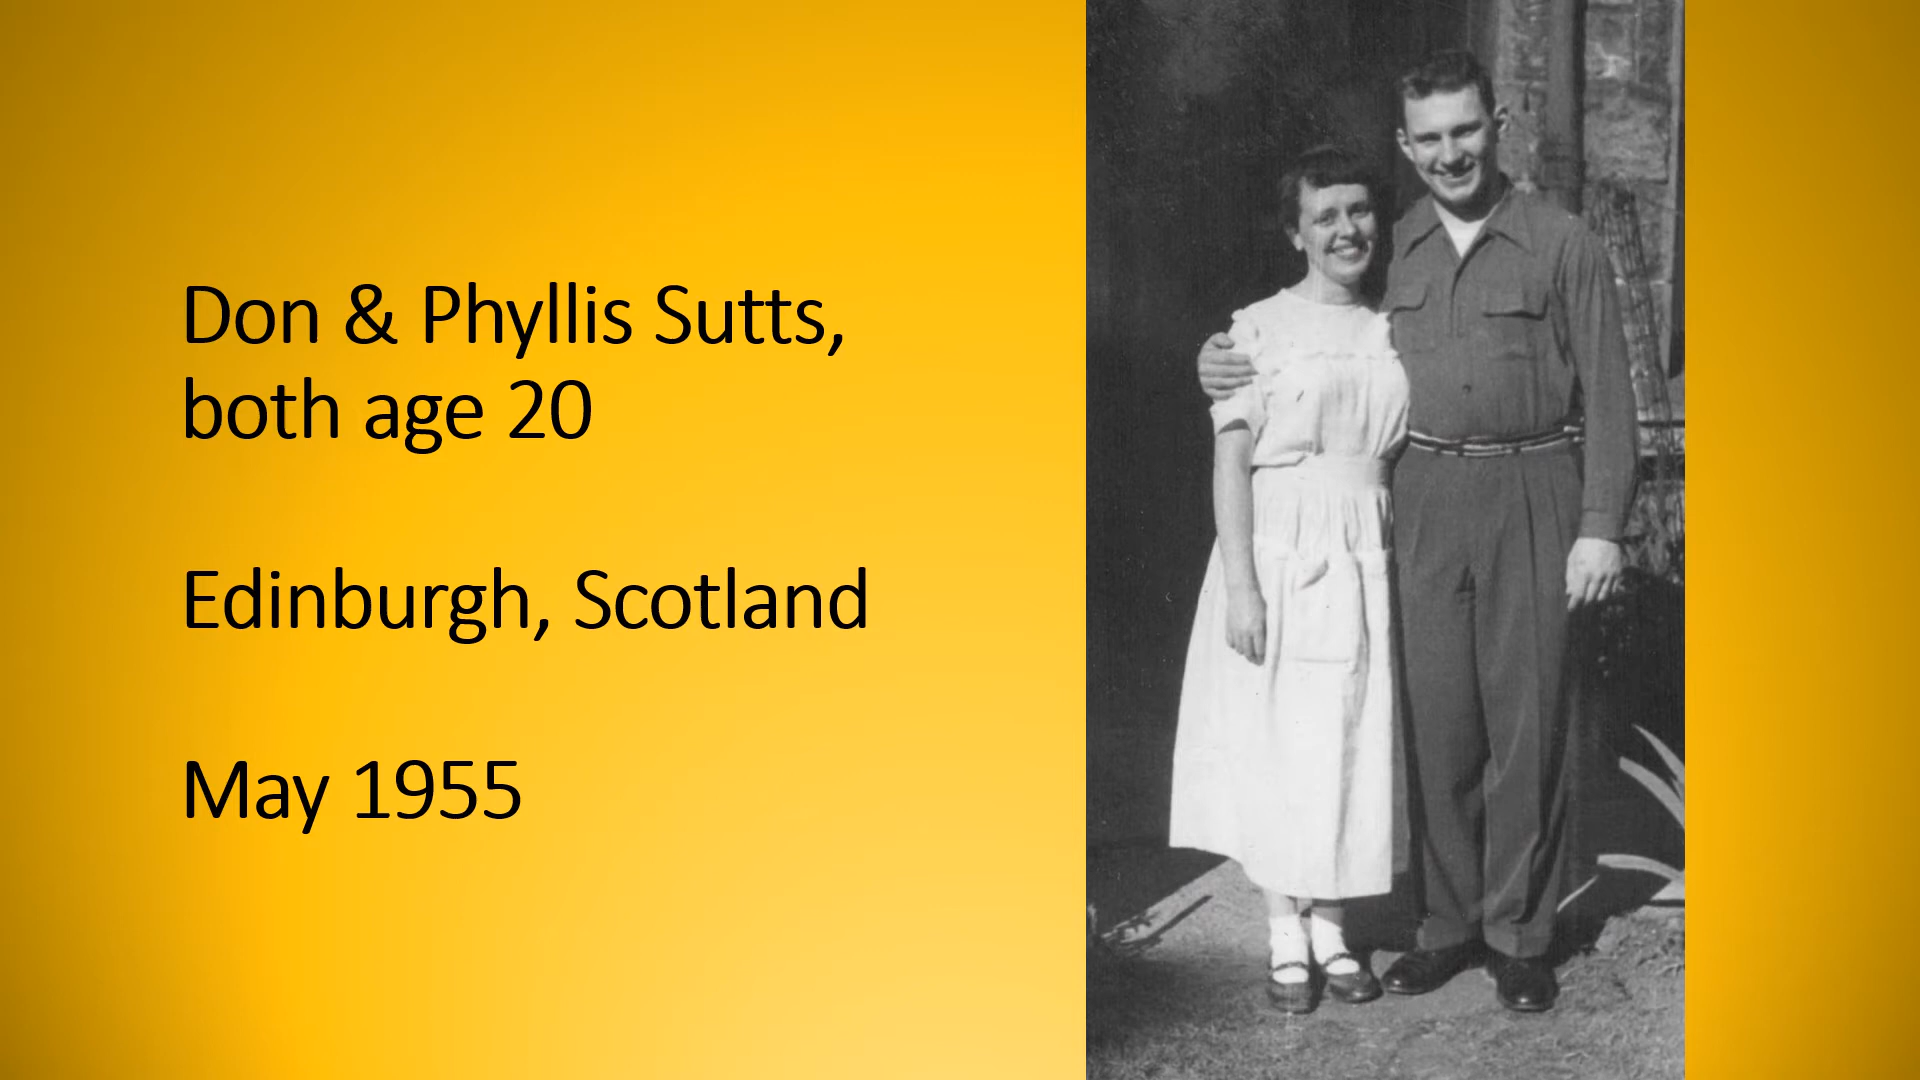 Don & Phyllis Sutts,
both age 20
Edinburgh, Scotland
May 1955